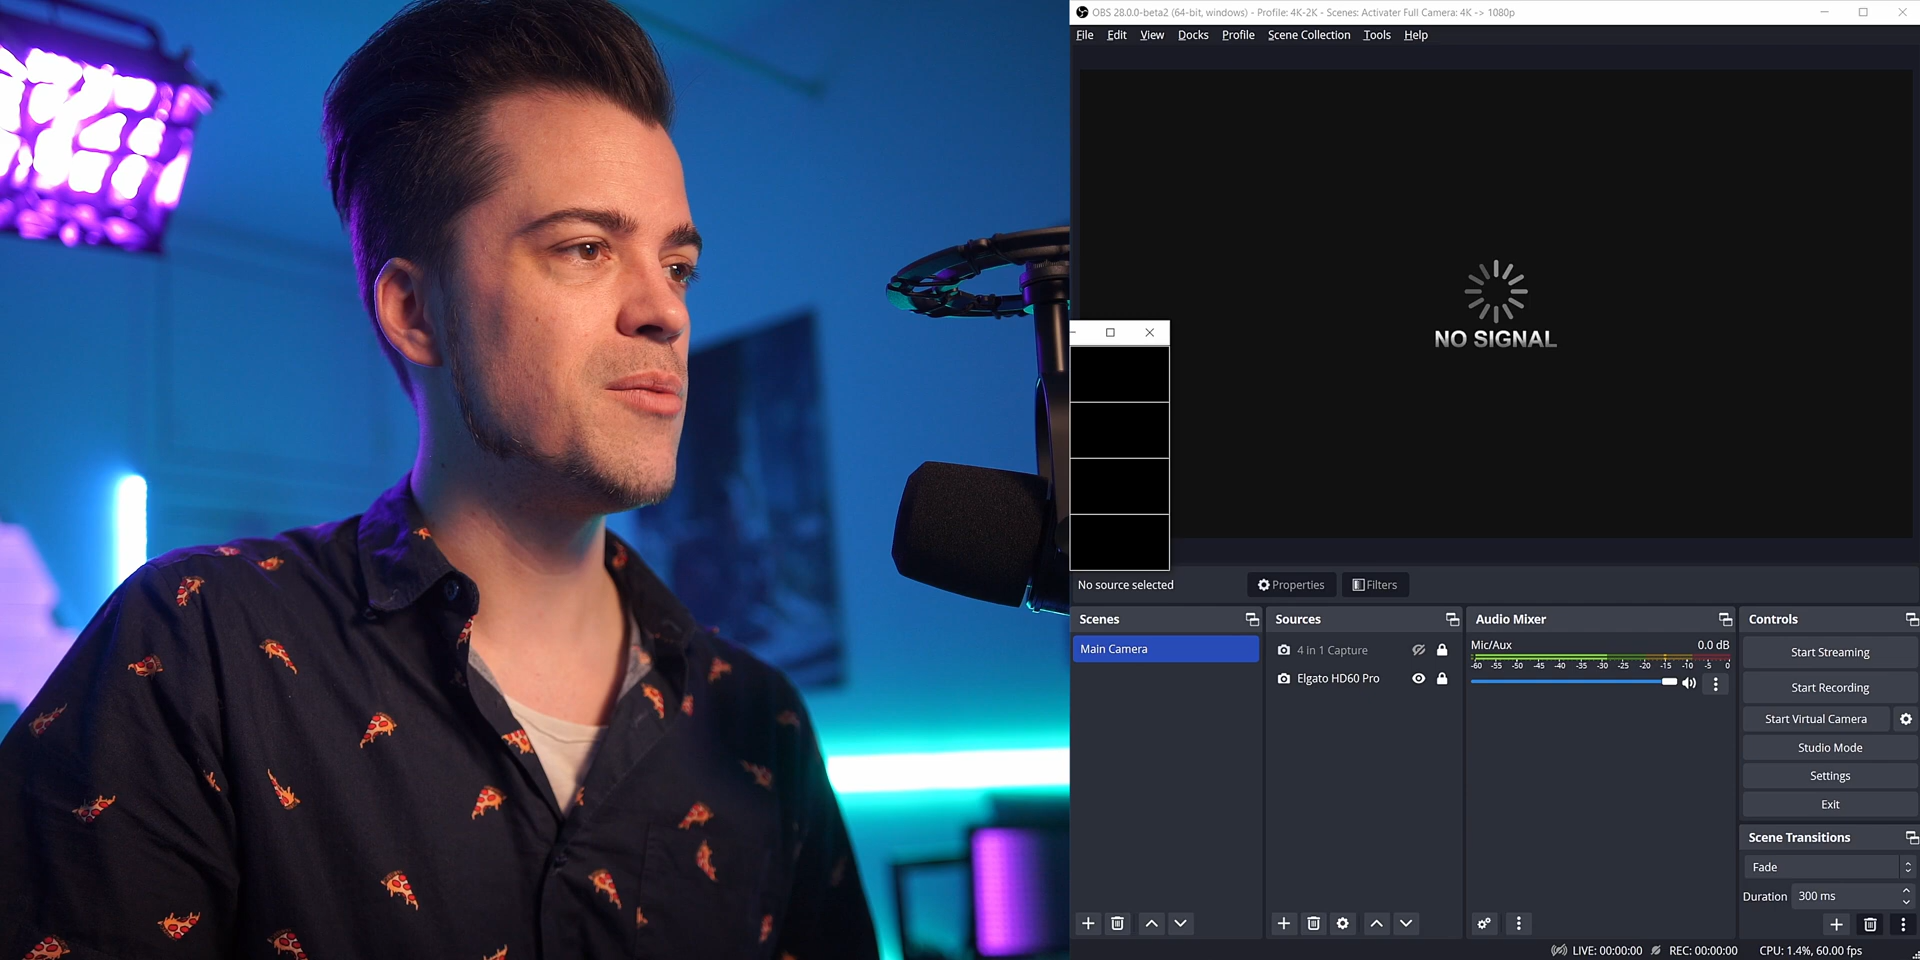 OBS 28.0.0-beta2 (64-bit, windows) - Profile: 4K-2K - Scenes: Activater Full Camera: 4K -> 1080p
File Edit View Docks Profile Scene Collection Tools Help
NO SIGNAL
No source selected Properties Filters
Scenes Sources Audio Mixer Controls
Main Camera
4 in 1 Capture
Elgato HD60 Pro
Mic/Aux 0.0 dB
-60 -55 -50 -45 -40 -35 -30 -25 -20 -15 -10 -5 0
Start Streaming
Start Recording
Start Virtual Camera
Studio Mode
Settings
Exit
Scene Transitions
Fade
Duration 300 ms
LIVE: 00:00:00 REC: 00:00:00 CPU: 1.4%, 60.00 fps